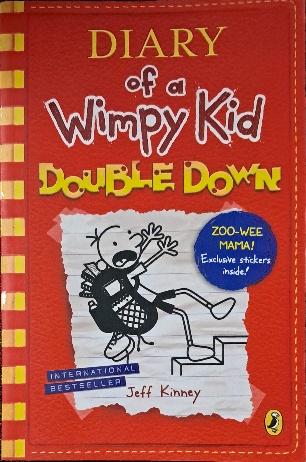 DIARY
of a
Wimpy Kid
DOUBLE DOWN
ZOO-WEE
MAMA!
Exclusive stickers
inside!
INTERNATIONAL
BESTSELLER
Jeff Kinney